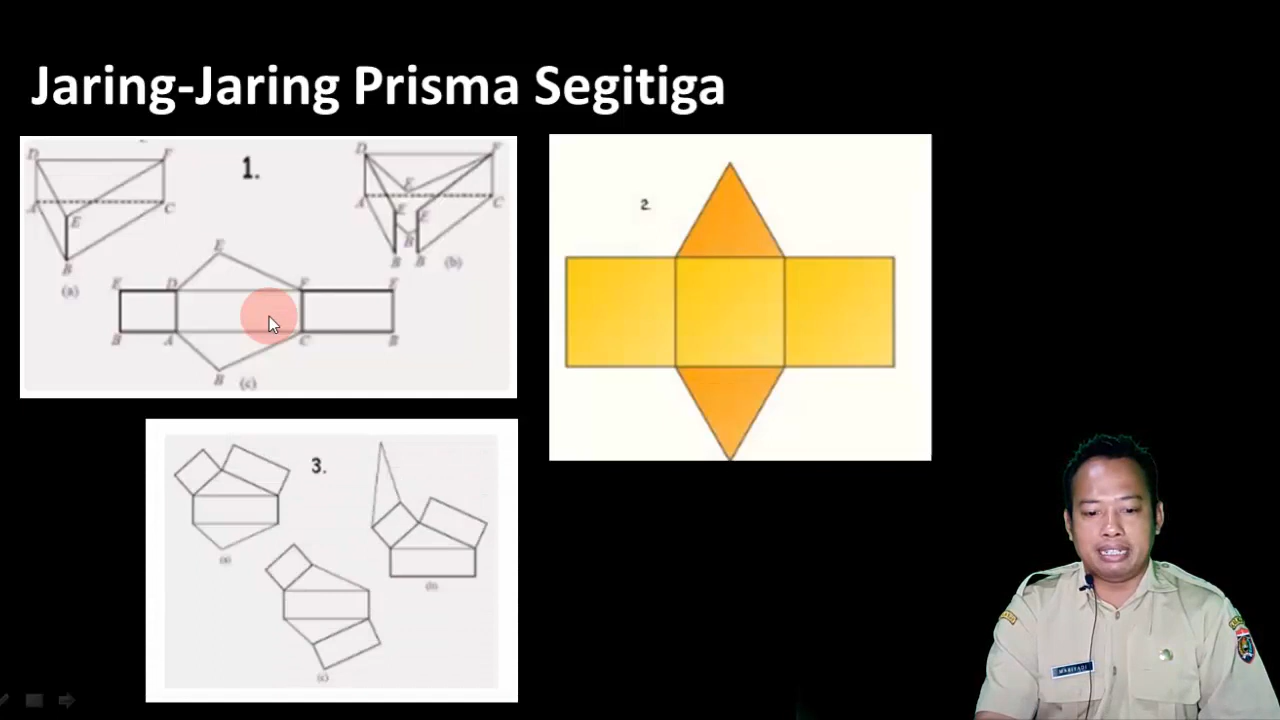 Jaring-Jaring Prisma Segitiga
1.
D F
A C
E
B
(a)
D F
E
A C
E E
B
B B
(b)
E
E D F E
B A C B
B
(c)
2.
3.
(a)
(b)
(c)